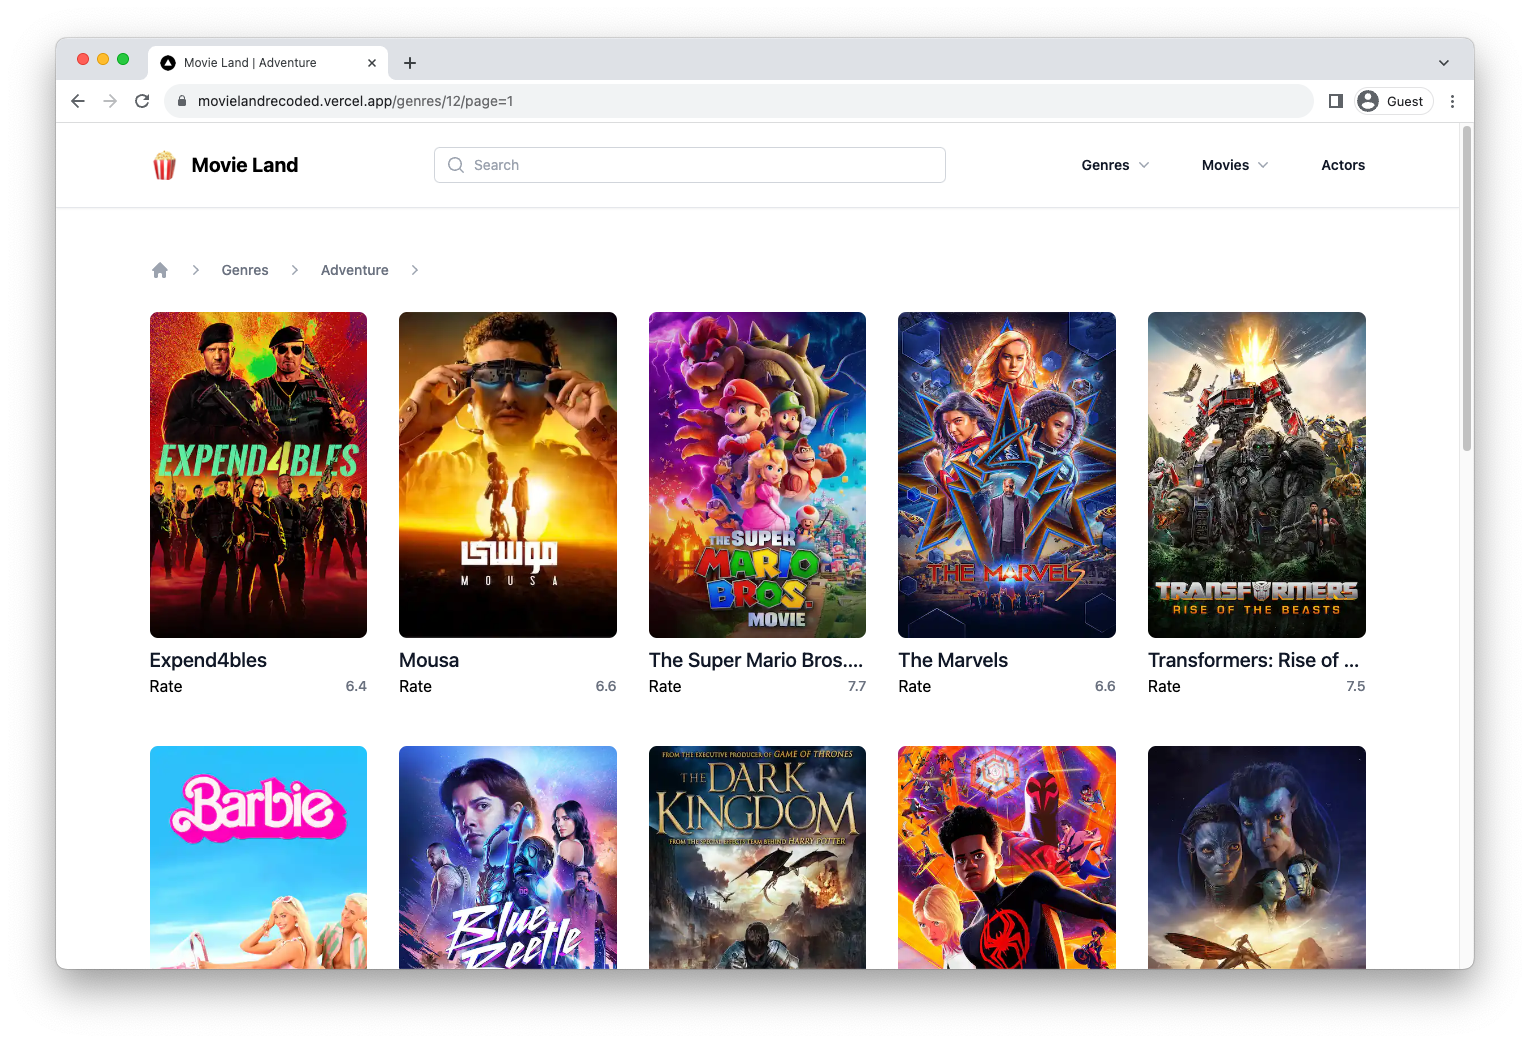 Movie Land | Adventure
movielandrecoded.vercel.app/genres/12/page=1
Guest
Movie Land
Search
Genres
Movies
Actors
Genres
Adventure
EXPEND4BLES
موسى
MOUSA
THE SUPER
MARIO
BROS.
MOVIE
THE MARVELS
TRANSFORMERS
RISE OF THE BEASTS
Expend4bles
Mousa
The Super Mario Bros....
The Marvels
Transformers: Rise of ...
Rate 6.4
Rate 6.6
Rate 7.7
Rate 6.6
Rate 7.5
Barbie
DC
Blue
Beetle
FROM THE EXECUTIVE PRODUCER OF GAME OF THRONES
THE DARK
KINGDOM
FROM THE SPECIAL EFFECTS TEAM BEHIND HARRY POTTER